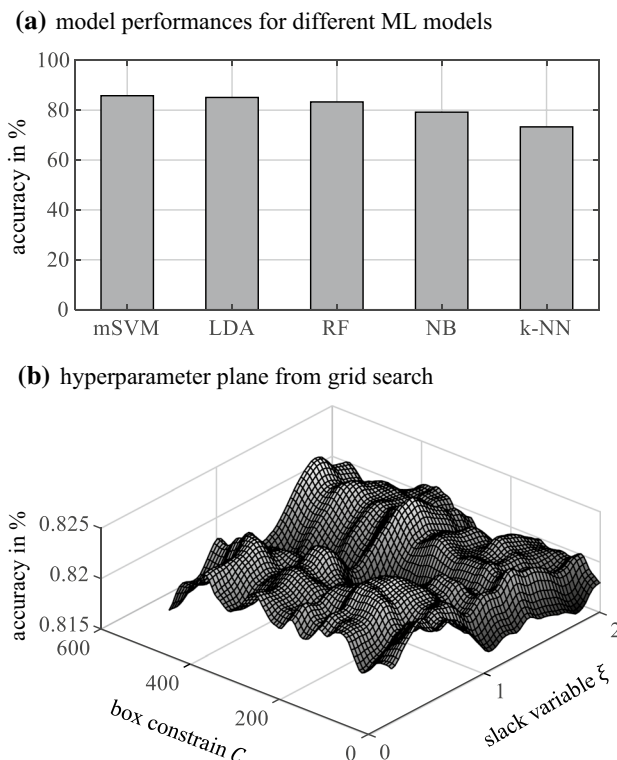 (a) model performances for different ML models
accuracy in %
100
80
60
40
20
0
mSVM LDA RF NB k-NN
(b) hyperparameter plane from grid search
accuracy in %
0.825
0.82
0.815
600
400
200
0
box constrain C
0
1
2
slack variable ξ